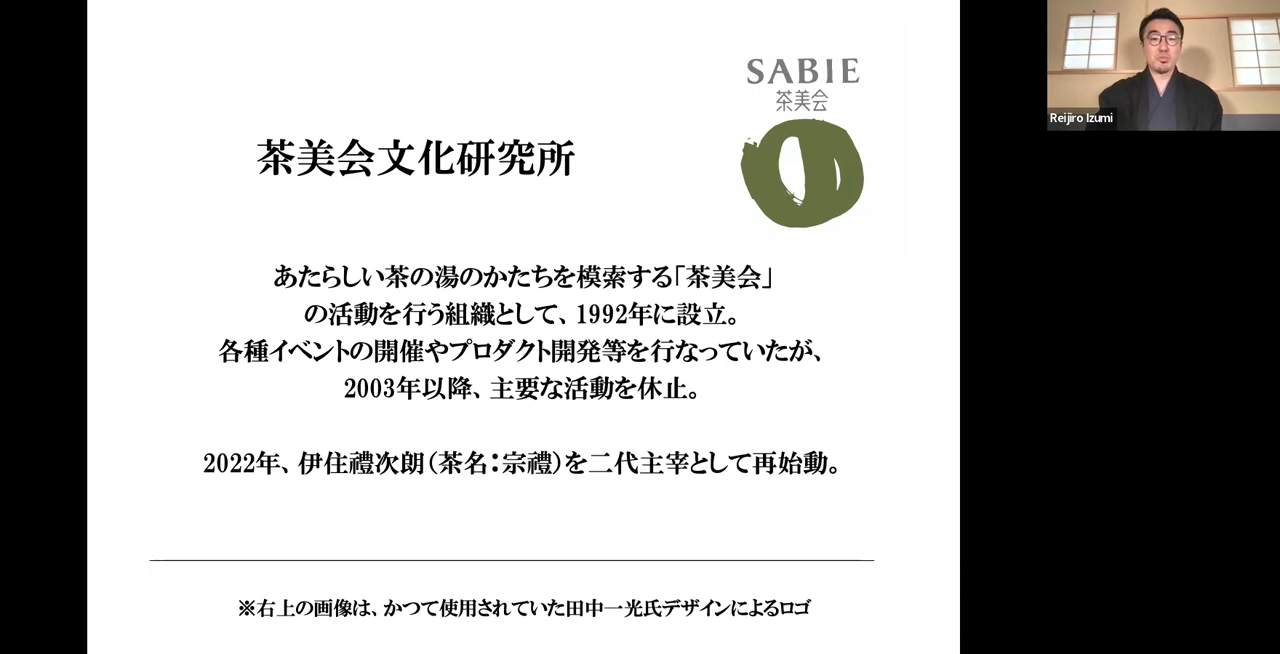 SABIE
茶美会
茶美会文化研究所
あたらしい茶の湯のかたちを模索する「茶美会」
の活動を行う組織として、1992年に設立。
各種イベントの開催やプロダクト開発等を行なっていたが、
2003年以降、主要な活動を休止。
2022年、伊住禮次朗（茶名：宗禮）を二代主宰として再始動。
※右上の画像は、かつて使用されていた田中一光氏デザインによるロゴ
Reijiro Izumi